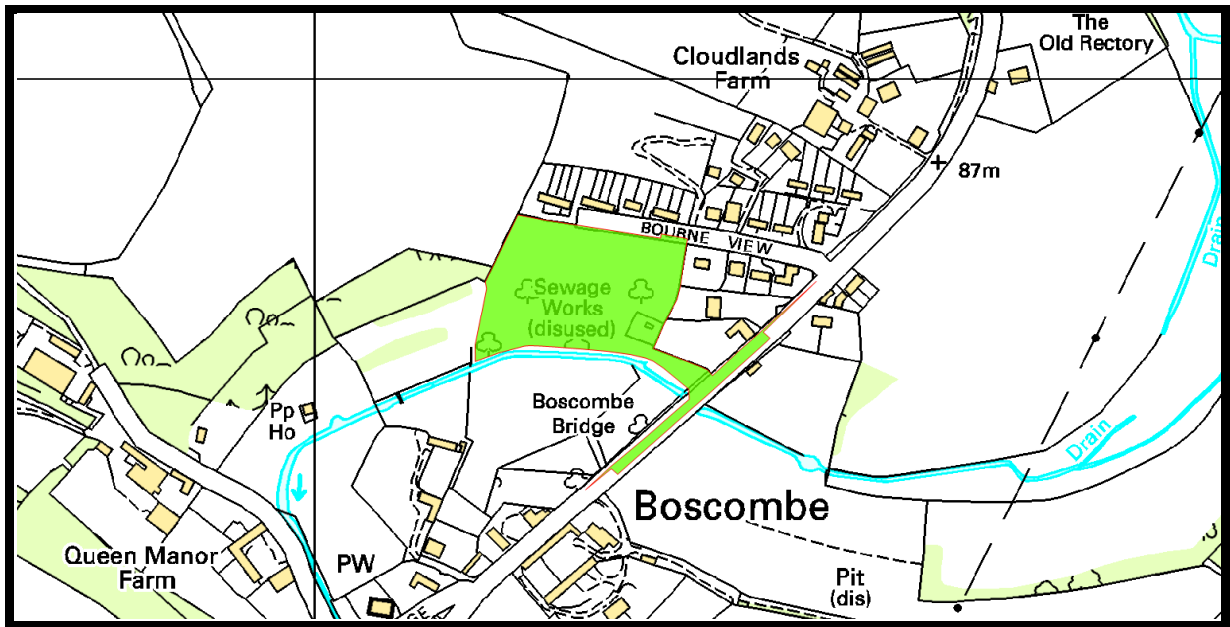 The
Old Rectory
Cloudlands
Farm
87m
BOURNE VIEW
Drain
Sewage
Works
(disused)
Pp
Ho
Boscombe
Bridge
Drain
Boscombe
Queen Manor
Farm
PW
Pit
(dis)